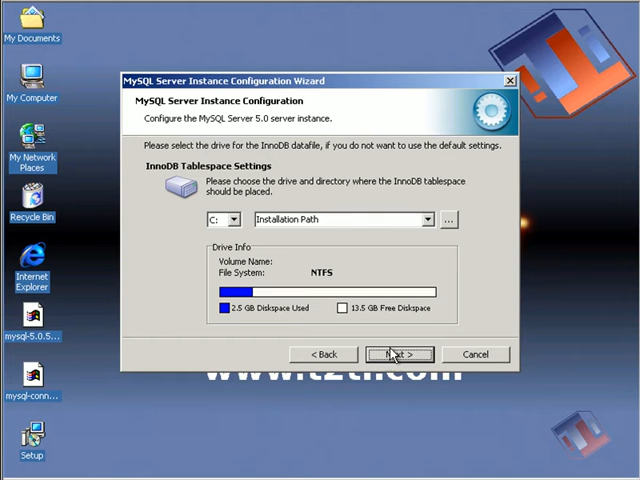 My Documents
My Computer
My Network
Places
Recycle Bin
Internet
Explorer
mysql-5.0.5...
mysql-conn...
Setup
MySQL Server Instance Configuration Wizard
MySQL Server Instance Configuration
Configure the MySQL Server 5.0 server instance.
Please select the drive for the InnoDB datafile, if you do not want to use the default settings.
InnoDB Tablespace Settings
Please choose the drive and directory where the InnoDB tablespace
should be placed.
C: Installation Path ...
Drive Info
Volume Name:
File System: NTFS
2.5 GB Diskspace Used 13.5 GB Free Diskspace
< Back Next > Cancel